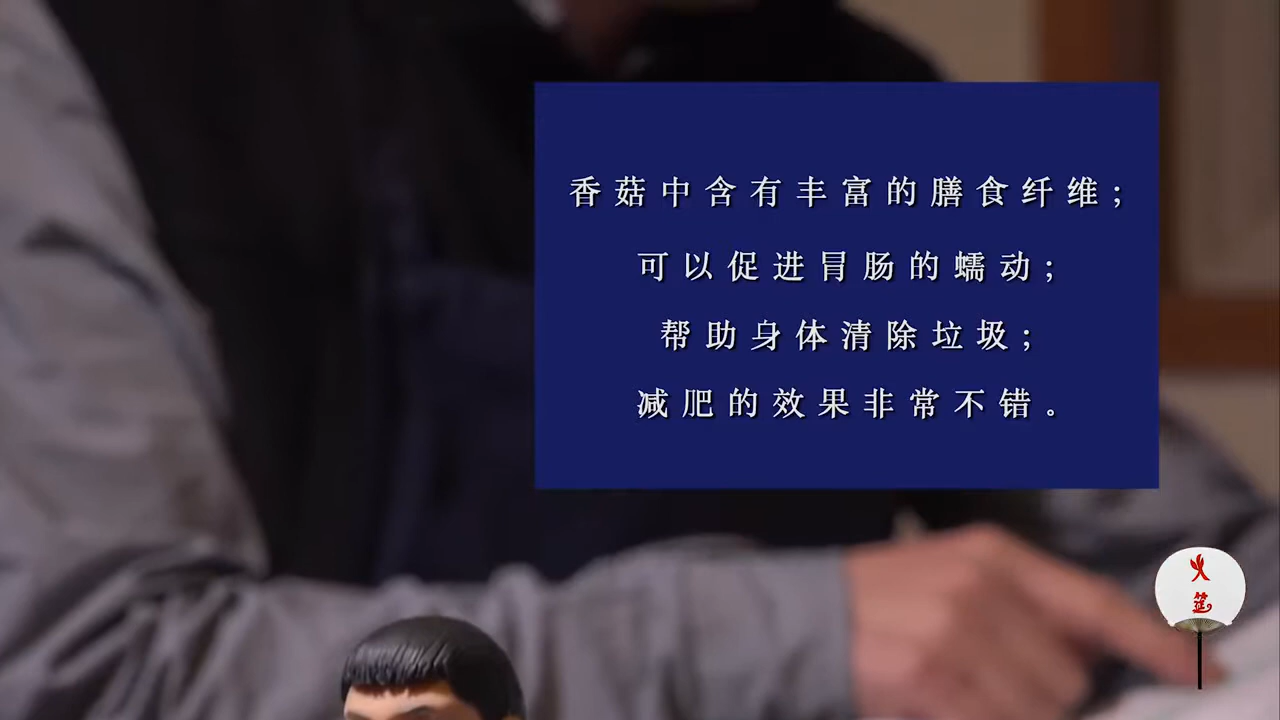 香菇中含有丰富的膳食纤维；
可以促进胃肠的蠕动；
帮助身体清除垃圾；
减肥的效果非常不错。
火
筵